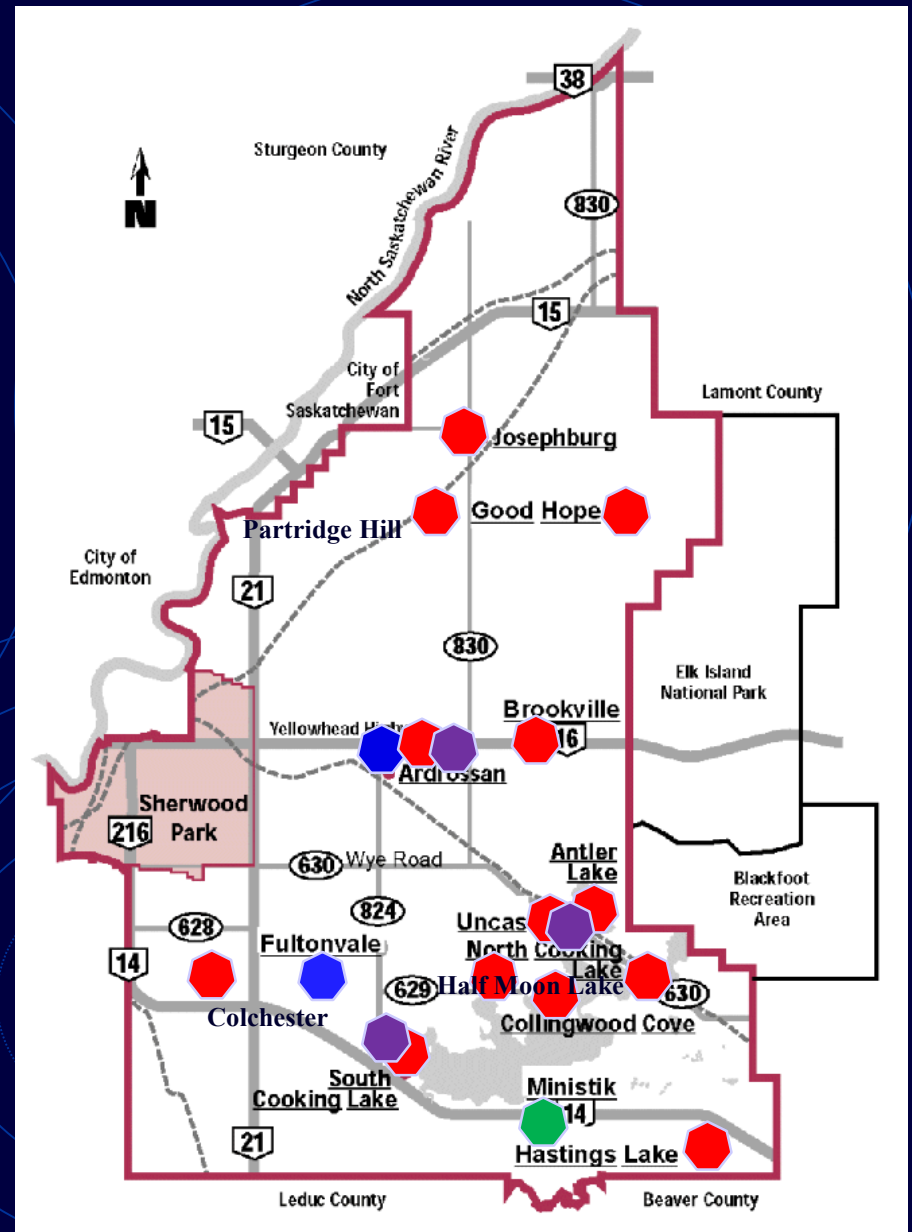 38
Sturgeon County
North Saskatchewan River
N
830
15
City of
Fort
Saskatchewan
Lamont County
15
Josephburg
Good Hope
Partridge Hill
City of
Edmonton
21
830
Elk Island
National Park
Brookville
Yellowhead
16
Ardrossan
Sherwood
Park
216
630
Wye Road
Antler
Lake
Blackfoot
Recreation
Area
824
Uncas
628
Fultonvale
North Cooking
Lake
14
629
Half Moon Lake
630
Colchester
Collingwood Cove
South
Cooking Lake
Ministik
14
21
Hastings Lake
Leduc County
Beaver County